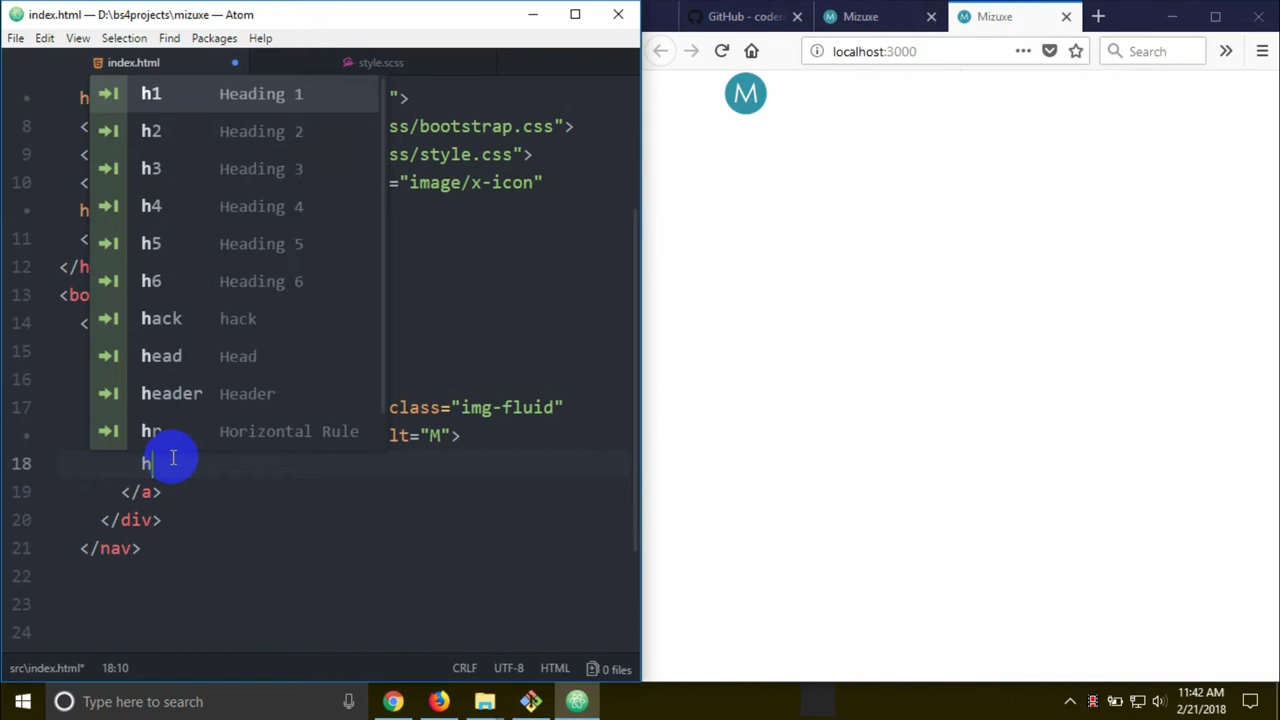 index.html — D:\bs4projects\mizuxe — Atom
File Edit View Selection Find Packages Help
index.html
style.scss
h1 Heading 1
h2 Heading 2
h3 Heading 3
h4 Heading 4
h5 Heading 5
h6 Heading 6
hack hack
head Head
header Header
hr Horizontal Rule
• h ">
8 < ss/bootstrap.css">
9 < ss/style.css">
10 < ="image/x-icon"
• h
11 <
12 </h
13 <bo
14 <
15
16
17 class="img-fluid"
• lt="M">
18 h
19 </a>
20 </div>
21 </nav>
22
23
24
src\index.html* 18:10 CRLF UTF-8 HTML 0 files
GitHub - coder
Mizuxe
Mizuxe
localhost:3000
Search
M
Type here to search
11:42 AM
2/21/2018